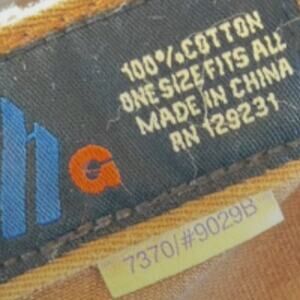 100% COTTON
ONE SIZE FITS ALL
MADE IN CHINA
RN 129231
h G
7370/#9029B